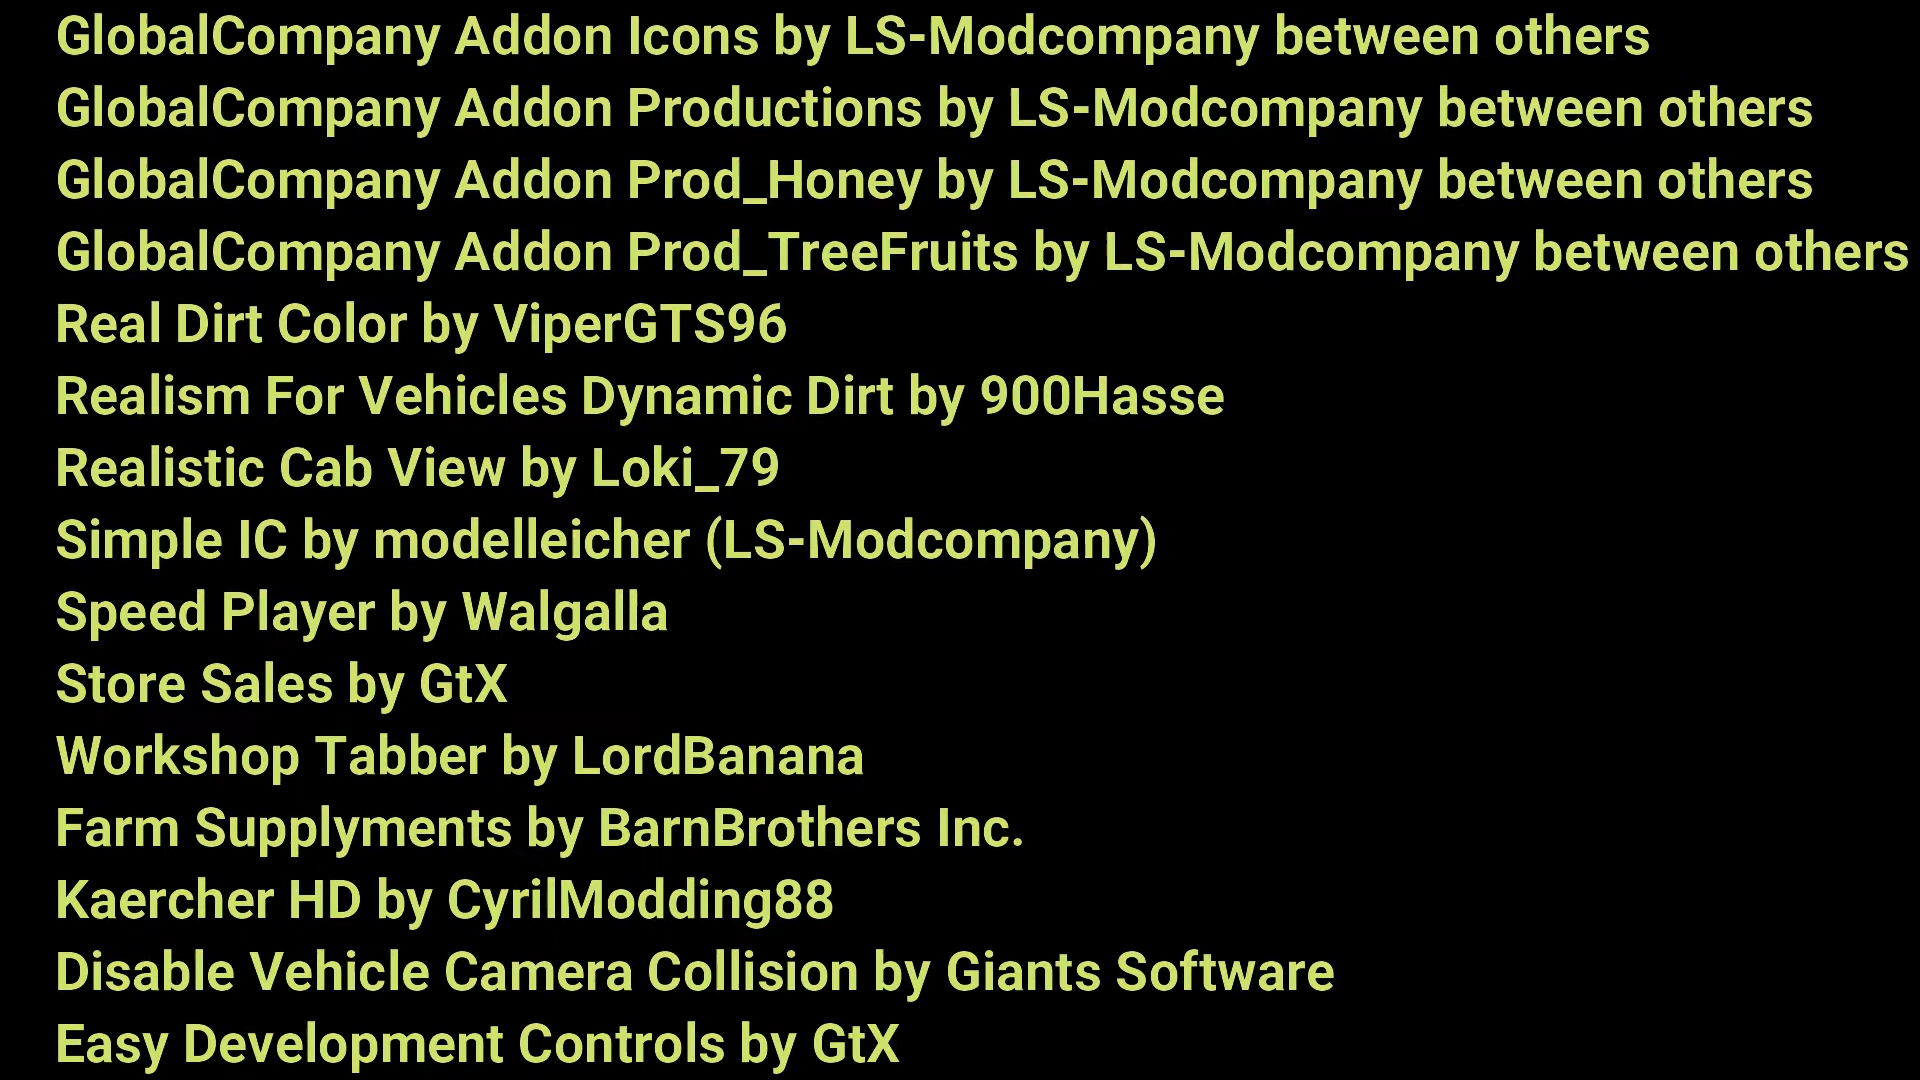 GlobalCompany Addon Icons by LS-Modcompany between others
GlobalCompany Addon Productions by LS-Modcompany between others
GlobalCompany Addon Prod_Honey by LS-Modcompany between others
GlobalCompany Addon Prod_TreeFruits by LS-Modcompany between others
Real Dirt Color by ViperGTS96
Realism For Vehicles Dynamic Dirt by 900Hasse
Realistic Cab View by Loki_79
Simple IC by modelleicher (LS-Modcompany)
Speed Player by Walgalla
Store Sales by GtX
Workshop Tabber by LordBanana
Farm Supplyments by BarnBrothers Inc.
Kaercher HD by CyrilModding88
Disable Vehicle Camera Collision by Giants Software
Easy Development Controls by GtX